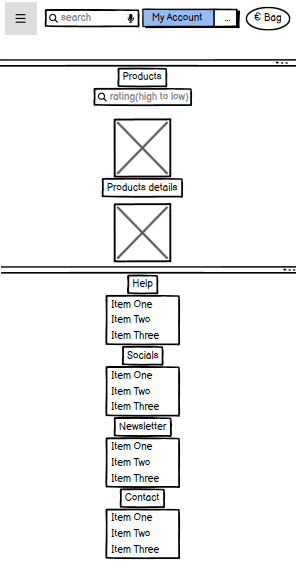 search
My Account
...
€ Bag
Products
rating(high to low)
Products details
Help
Item One
Item Two
Item Three
Socials
Item One
Item Two
Item Three
Newsletter
Item One
Item Two
Item Three
Contact
Item One
Item Two
Item Three